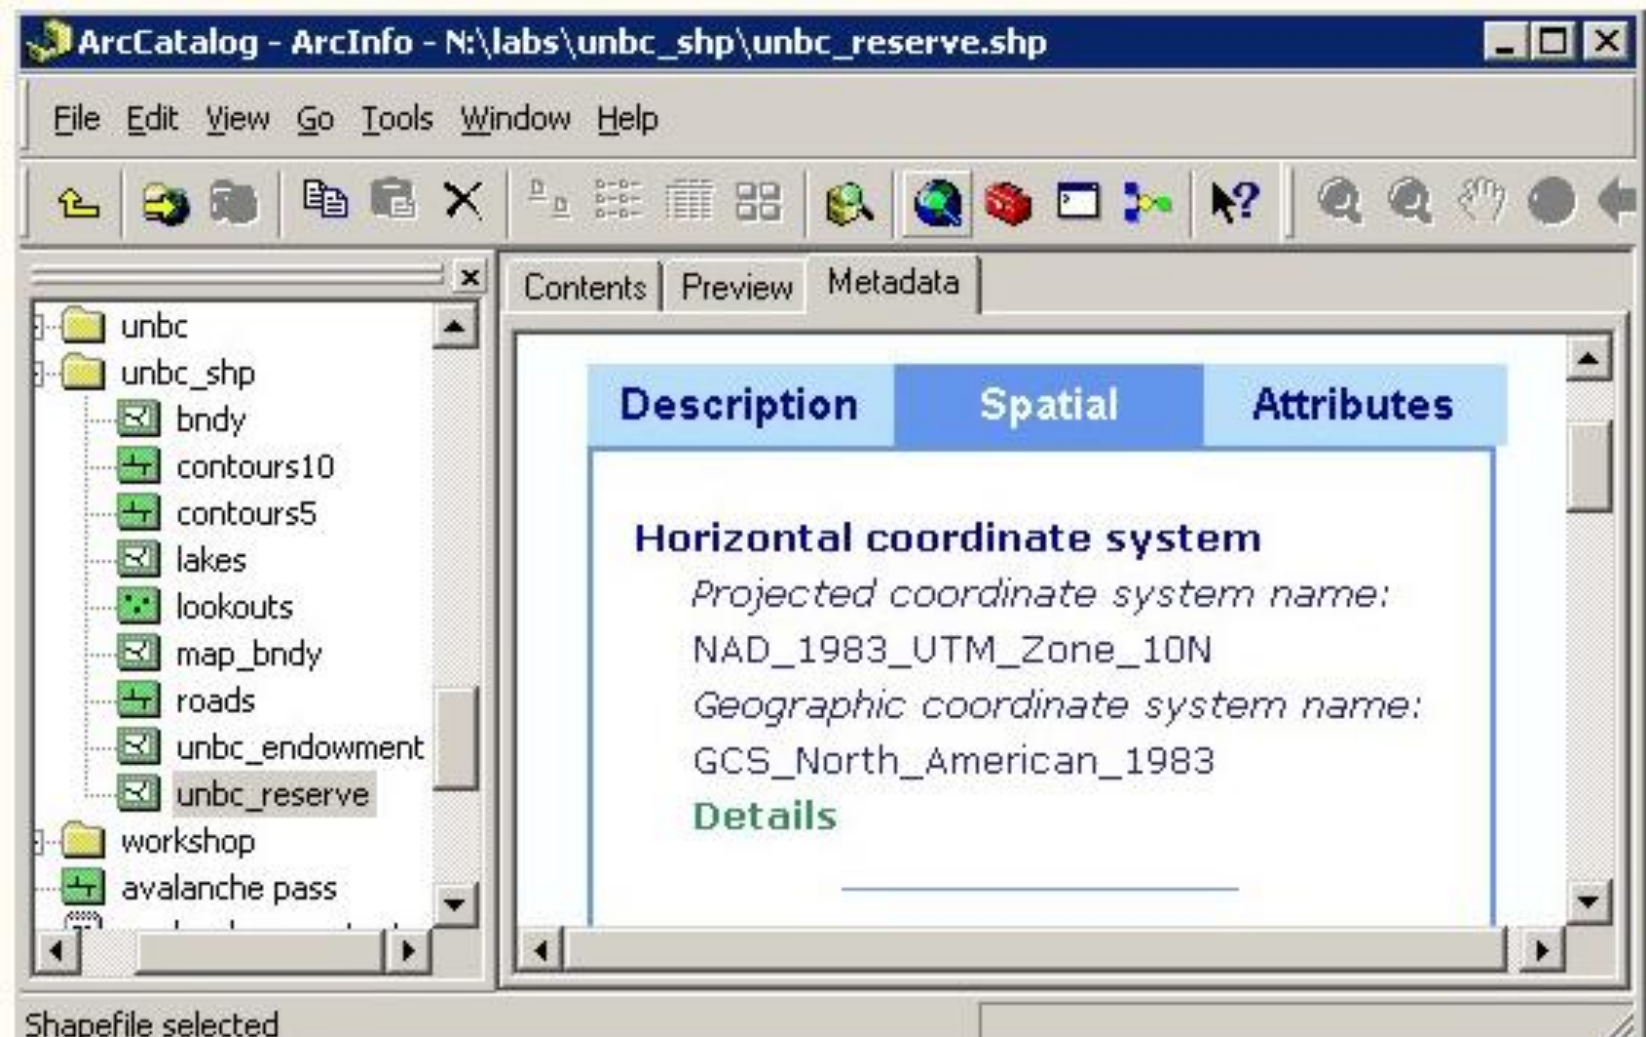 ArcCatalog - ArcInfo - N:\labs\unbc_shp\unbc_reserve.shp
File Edit View Go Tools Window Help
Contents Preview Metadata
unbc
unbc_shp
bndy
contours10
contours5
lakes
lookouts
map_bndy
roads
unbc_endowment
unbc_reserve
workshop
avalanche pass
Description Spatial Attributes
Horizontal coordinate system
Projected coordinate system name:
NAD_1983_UTM_Zone_10N
Geographic coordinate system name:
GCS_North_American_1983
Details
Shapefile selected